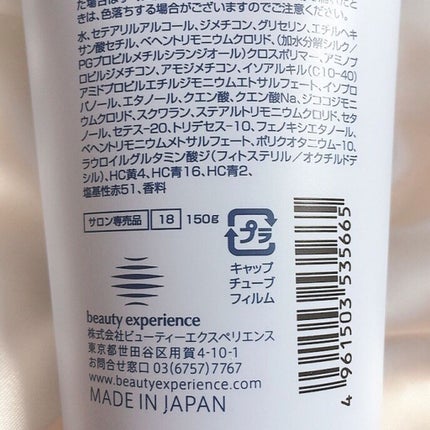 た場合は
きは、色落ちする場合がございますのでご注意ください。
水、セテアリルアルコール、ジメチコン、グリセリン、エチルヘキ
サン酸セチル、ベヘントリモニウムクロリド、(加水分解シルク/
PGプロピルメチルシランジオール)クロスポリマー、アミノプ
ロピルジメチコン、アモジメチコン、イソアルキル(C10-40)
アミドプロピルエチルジモニウムエトサルフェート、イソプロ
パノール、エタノール、クエン酸、クエン酸Na、ジココジモニ
ウムクロリド、スクワラン、ステアルトリモニウムクロリド、セタ
ノール、セテス-20、トリデセス-10、フェノキシエタノール、
ベヘントリモニウムメトサルフェート、ポリクオタニウム-10、
ラウロイルグルタミン酸ジ(フィトステリル/オクチルドデ
シル)、HC黄4、HC青16、HC青2、
塩基性赤51、香料
サロン専売品 18 150g
プラ
キャップ
チューブ
フィルム
beauty experience
株式会社ビューティーエクスペリエンス
東京都世田谷区用賀4-10-1
お問合せ窓口 03(6757)7767
www.beautyexperience.com
MADE IN JAPAN
4 961503 535665